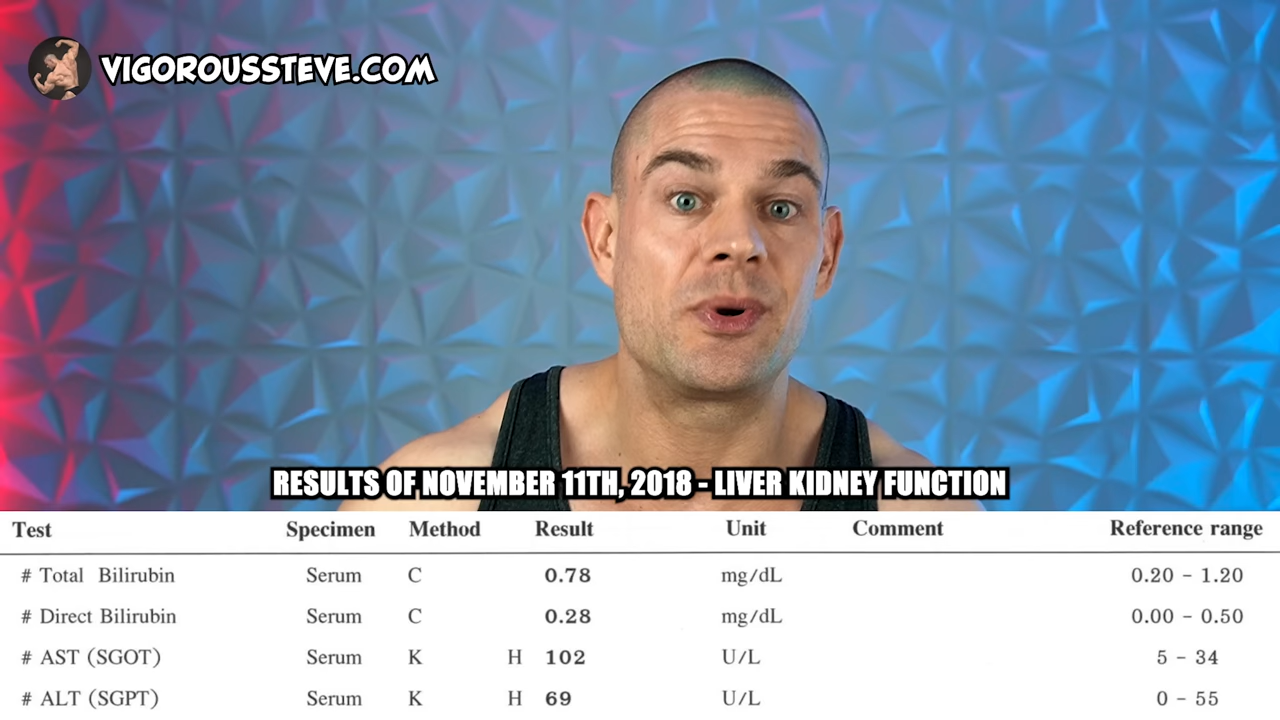 VIGOROUSSTEVE.COM
RESULTS OF NOVEMBER 11TH, 2018 - LIVER KIDNEY FUNCTION
Test Specimen Method Result Unit Comment Reference range
# Total Bilirubin Serum C 0.78 mg/dL 0.20 - 1.20
# Direct Bilirubin Serum C 0.28 mg/dL 0.00 - 0.50
# AST (SGOT) Serum K H 102 U/L 5 - 34
# ALT (SGPT) Serum K H 69 U/L 0 - 55